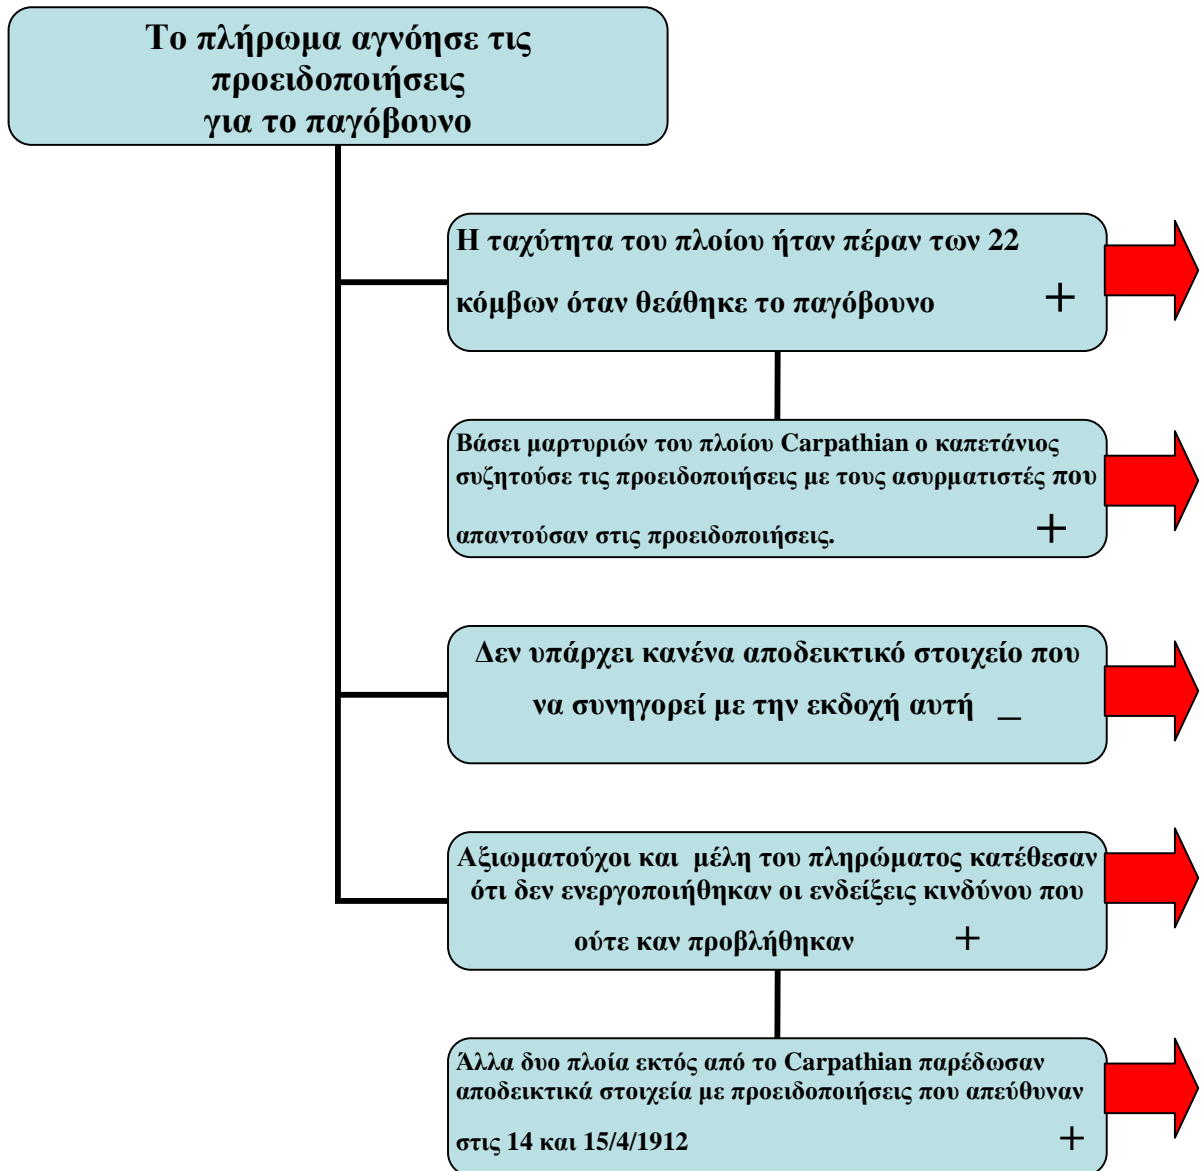 Το πλήρωμα αγνόησε τις
προειδοποιήσεις
για το παγόβουνο
Η ταχύτητα του πλοίου ήταν πέραν των 22
κόμβων όταν θεάθηκε το παγόβουνο +
Βάσει μαρτυριών του πλοίου Carpathian ο καπετάνιος
συζητούσε τις προειδοποιήσεις με τους ασυρματιστές που
απαντούσαν στις προειδοποιήσεις. +
Δεν υπάρχει κανένα αποδεικτικό στοιχείο που
να συνηγορεί με την εκδοχή αυτή _
Αξιωματούχοι και μέλη του πληρώματος κατέθεσαν
ότι δεν ενεργοποιήθηκαν οι ενδείξεις κινδύνου που
ούτε καν προβλήθηκαν +
Άλλα δυο πλοία εκτός από το Carpathian παρέδωσαν
αποδεικτικά στοιχεία με προειδοποιήσεις που απεύθυναν
στις 14 και 15/4/1912 +